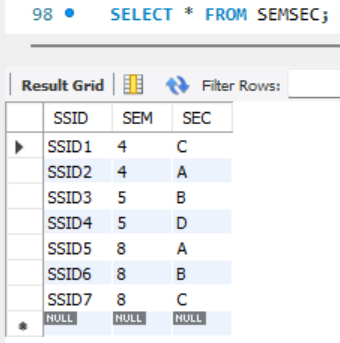 98 SELECT * FROM SEMSEC;
Result Grid Filter Rows:
SSID SEM SEC
SSID1 4 C
SSID2 4 A
SSID3 5 B
SSID4 5 D
SSID5 8 A
SSID6 8 B
SSID7 8 C
NULL NULL NULL